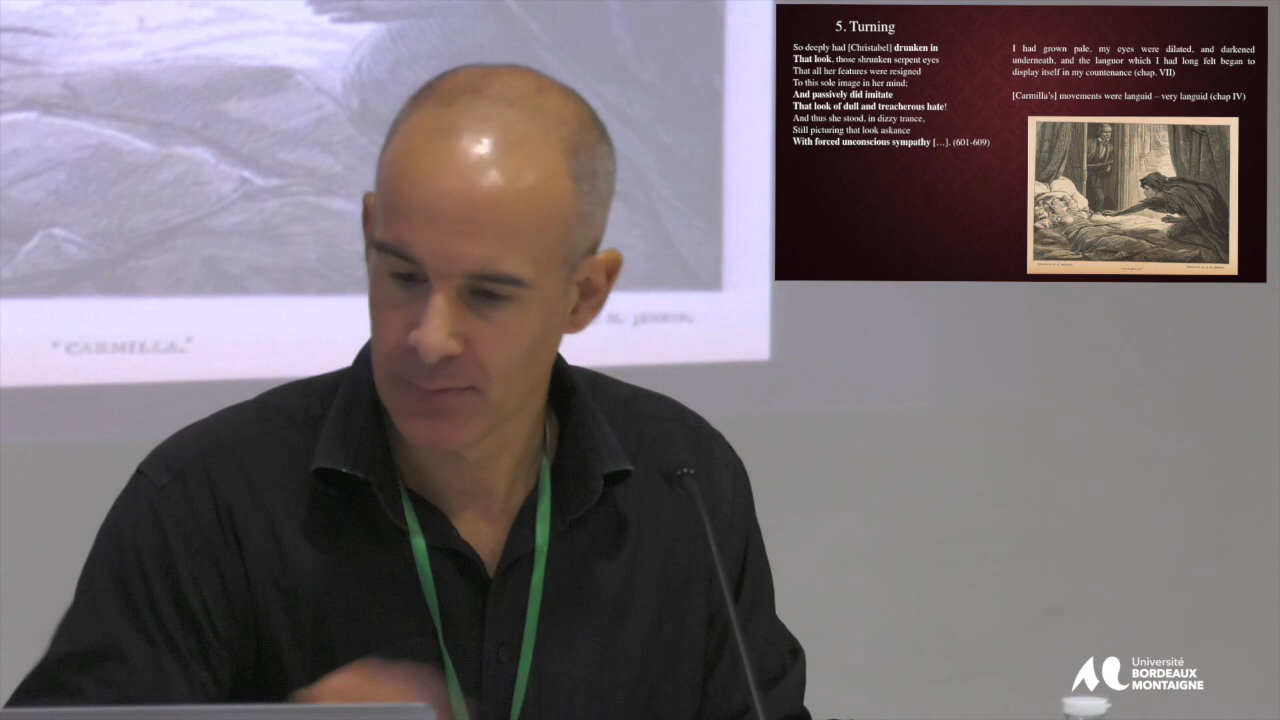 5. Turning
So deeply had [Christabel] drunken in
That look, those shrunken serpent eyes
That all her features were resigned
To this sole image in her mind;
And passively did imitate
That look of dull and treacherous hate!
And thus she stood, in dizzy trance,
Still picturing that look askance
With forced unconscious sympathy […]. (601-609)
I had grown pale, my eyes were dilated, and darkened
underneath, and the languor which I had long felt began to
display itself in my countenance (chap. VII)
[Carmilla's] movements were languid – very languid (chap IV)
"CARMILLA."
Université
BORDEAUX
MONTAIGNE